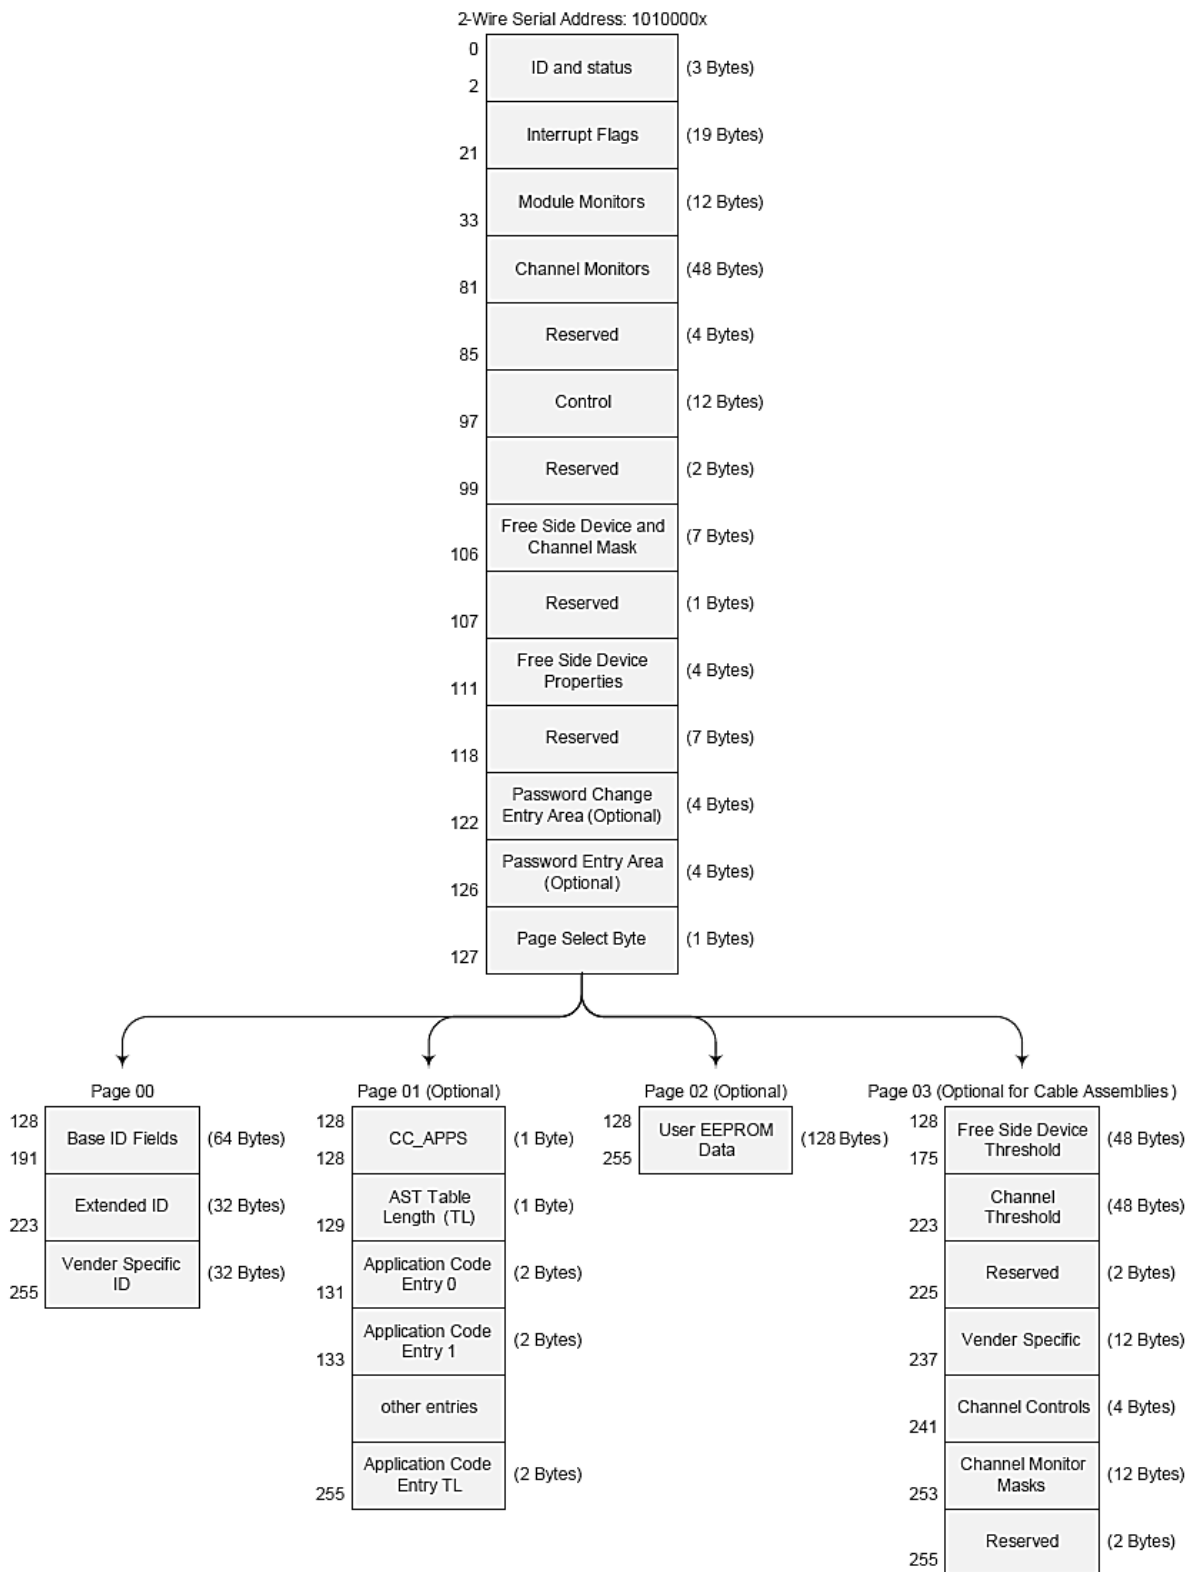 2-Wire Serial Address: 1010000x
0
ID and status (3 Bytes)
2
Interrupt Flags (19 Bytes)
21
Module Monitors (12 Bytes)
33
Channel Monitors (48 Bytes)
81
Reserved (4 Bytes)
85
Control (12 Bytes)
97
Reserved (2 Bytes)
99
Free Side Device and
Channel Mask
(7 Bytes)
106
Reserved (1 Bytes)
107
Free Side Device
Properties
(4 Bytes)
111
Reserved (7 Bytes)
118
Password Change
Entry Area (Optional)
(4 Bytes)
122
Password Entry Area
(Optional)
(4 Bytes)
126
Page Select Byte (1 Bytes)
127
Page 00
128
Base ID Fields (64 Bytes)
191
Extended ID (32 Bytes)
223
Vender Specific
ID
(32 Bytes)
255
Page 01 (Optional)
128
CC_APPS (1 Byte)
128
AST Table
Length (TL)
(1 Byte)
129
Application Code
Entry 0
(2 Bytes)
131
Application Code
Entry 1
(2 Bytes)
133
other entries
Application Code
Entry TL
(2 Bytes)
255
Page 02 (Optional)
128
User EEPROM
Data
(128 Bytes)
255
Page 03 (Optional for Cable Assemblies)
128
Free Side Device
Threshold
(48 Bytes)
175
Channel
Threshold
(48 Bytes)
223
Reserved (2 Bytes)
225
Vender Specific (12 Bytes)
237
Channel Controls (4 Bytes)
241
Channel Monitor
Masks
(12 Bytes)
253
Reserved (2 Bytes)
255